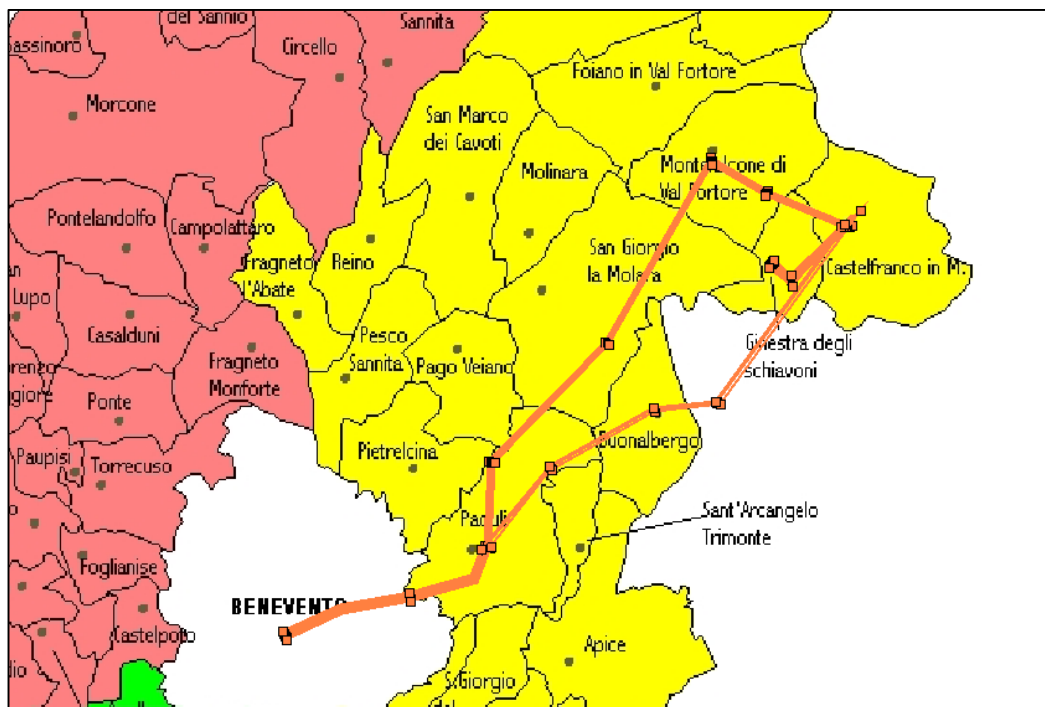 del Sannio
Sannita
Sassinoro
Circello
Foiano in Val Fortore
Morcone
San Marco
dei Cavoti
Molinara
Montefalcone di
Val Fortore
Pontelandolfo
Campolattaro
San Giorgio
la Molara
Fragneto
l'Abate
Reino
Castelfranco in M.
Lupo
Casalduni
Pesco
Sannita
Pago Veiano
Ginestra degli
schiavoni
Fragneto
Monforte
Ponte
Buonalbergo
Pietrelcina
Paupisi
Torrecuso
Paduli
Sant'Arcangelo
Trimonte
Foglianise
BENEVENTO
Castelpoto
Apice
S.Giorgio